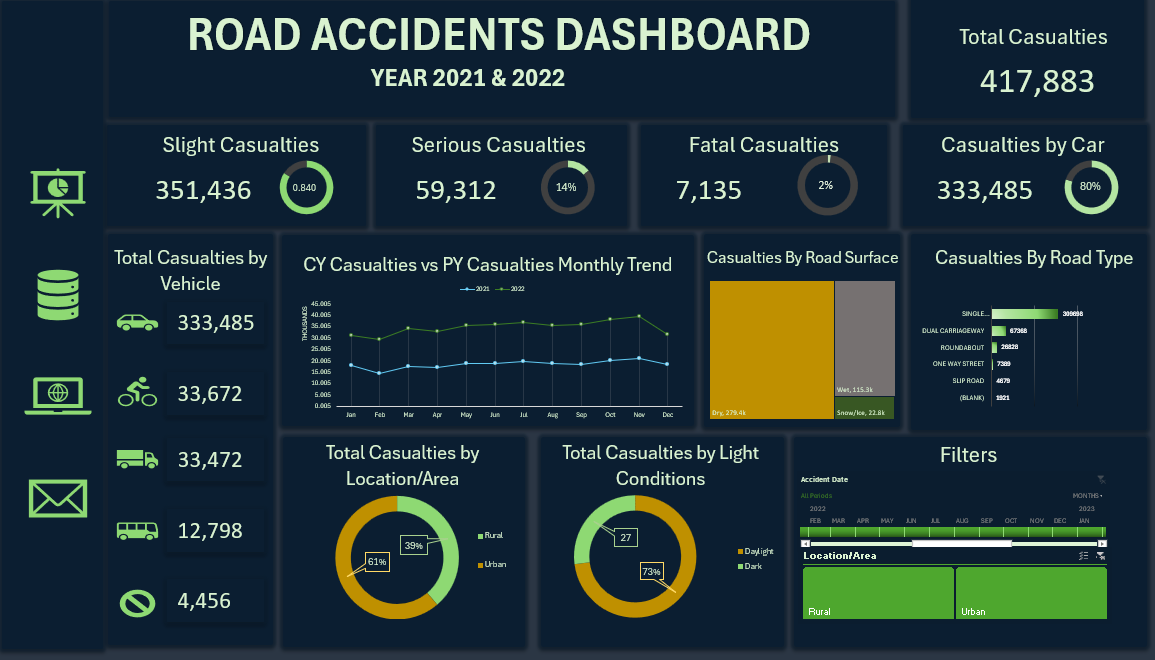 ROAD ACCIDENTS DASHBOARD
YEAR 2021 & 2022
Total Casualties
417,883
Slight Casualties
351,436
0.840
Serious Casualties
59,312
14%
Fatal Casualties
7,135
2%
Casualties by Car
333,485
80%
Total Casualties by
Vehicle
333,485
33,672
33,472
12,798
4,456
CY Casualties vs PY Casualties Monthly Trend
2021 2022
THOUSANDS
45.005
40.005
35.005
30.005
25.005
20.005
15.005
10.005
5.005
0.005
Jan Feb Mar Apr May Jun Jul Aug Sep Oct Nov Dec
Casualties By Road Surface
Dry, 279.4k
Wet, 115.3k
Snow/Ice, 22.8k
Casualties By Road Type
SINGLE... 309698
DUAL CARRIAGEWAY 67368
ROUNDABOUT 26828
ONE WAY STREET 7389
SLIP ROAD 4679
(BLANK) 1921
Total Casualties by
Location/Area
39%
61%
Rural
Urban
Total Casualties by Light
Conditions
27
73%
Daylight
Dark
Filters
Accident Date
All Periods MONTHS
2022 2023
FEB MAR APR MAY JUN JUL AUG SEP OCT NOV DEC JAN
Location/Area
Rural Urban